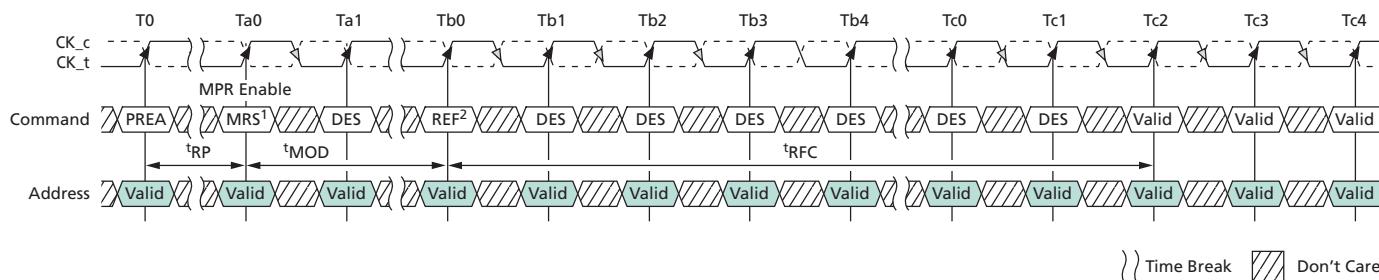 T0 Ta0 Ta1 Tb0 Tb1 Tb2 Tb3 Tb4 Tc0 Tc1 Tc2 Tc3 Tc4
CK_c
CK_t
MPR Enable
Command PREA MRS1 DES REF2 DES DES DES DES DES DES Valid Valid Valid
tRP tMOD tRFC
Address Valid Valid Valid Valid Valid Valid Valid Valid Valid Valid Valid Valid Valid
Time Break Don't Care